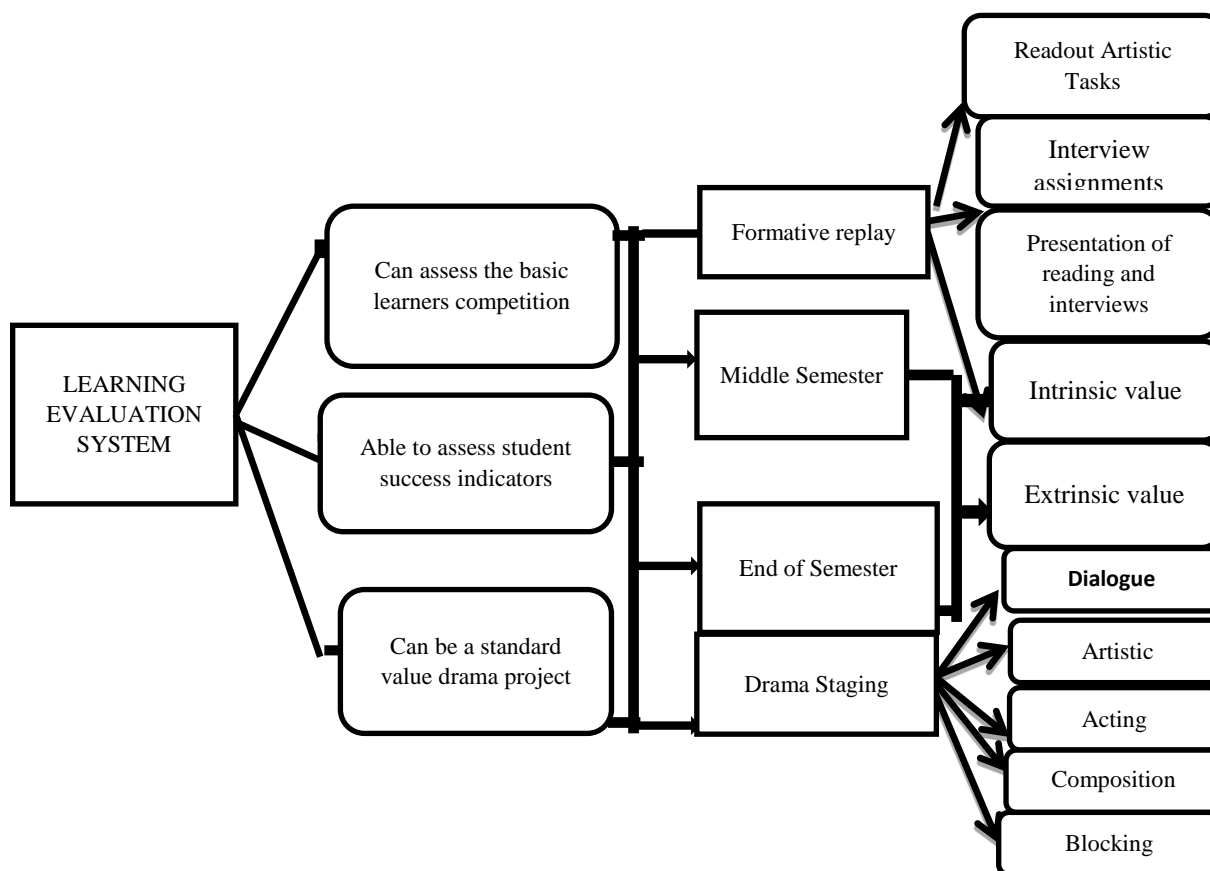 LEARNING
EVALUATION
SYSTEM
Can assess the basic
learners competition
Able to assess student
success indicators
Can be a standard
value drama project
Formative replay
Middle Semester
End of Semester
Drama Staging
Readout Artistic
Tasks
Interview
assignments
Presentation of
reading and
interviews
Intrinsic value
Extrinsic value
Dialogue
Artistic
Acting
Composition
Blocking